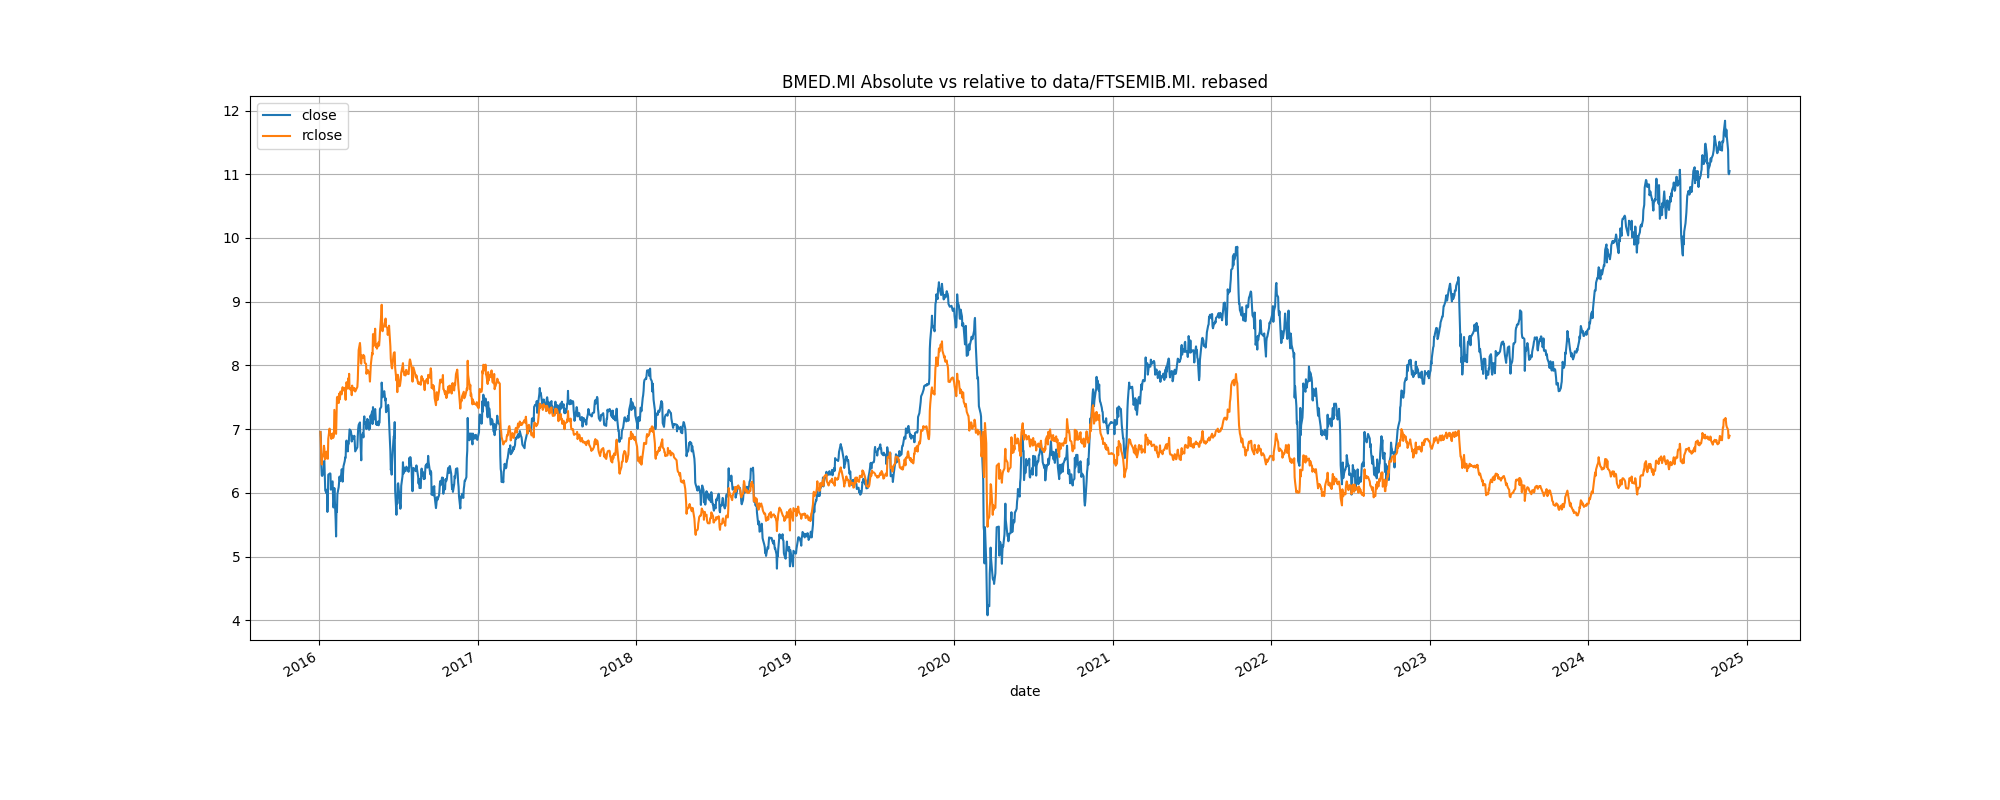 BMED.MI Absolute vs relative to data/FTSEMIB.MI. rebased
close
rclose
12
11
10
9
8
7
6
5
4
2016 2017 2018 2019 2020 2021 2022 2023 2024 2025
date